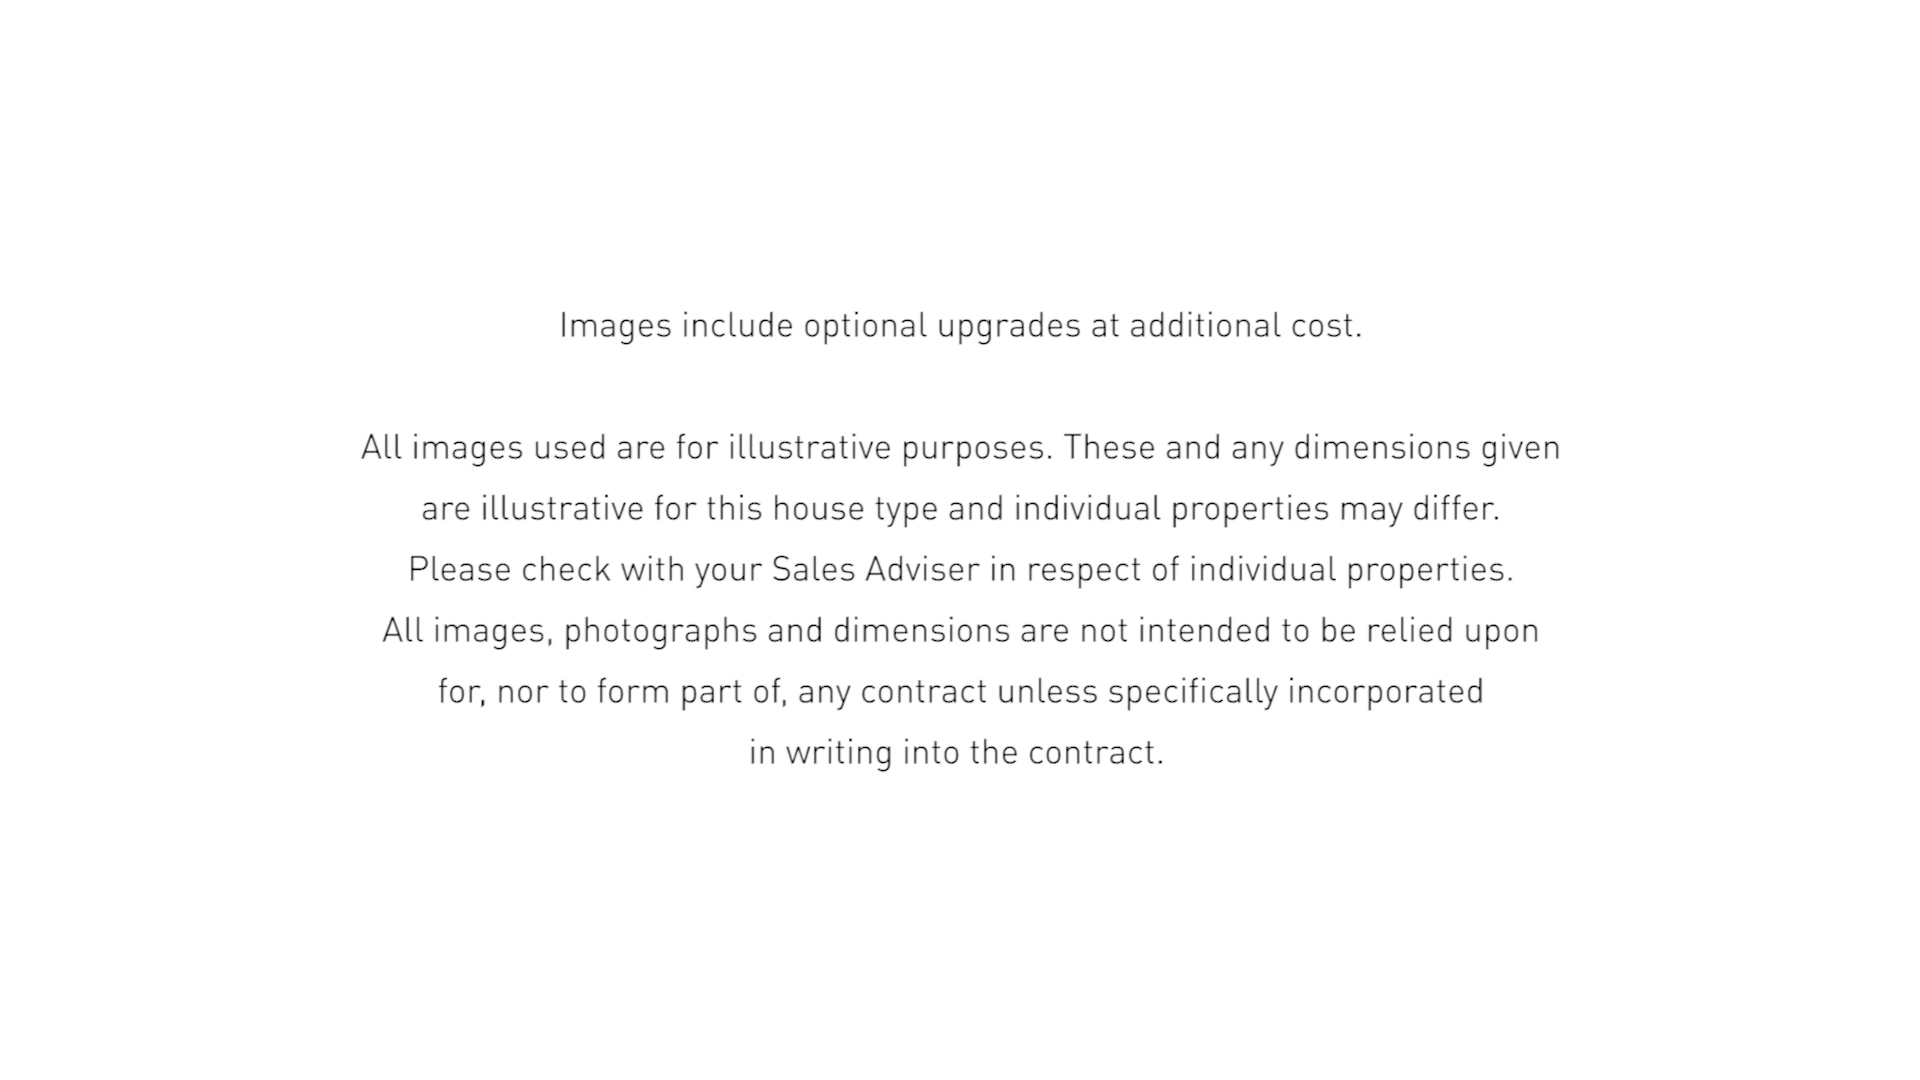 Images include optional upgrades at additional cost.
All images used are for illustrative purposes. These and any dimensions given
are illustrative for this house type and individual properties may differ.
Please check with your Sales Adviser in respect of individual properties.
All images, photographs and dimensions are not intended to be relied upon
for, nor to form part of, any contract unless specifically incorporated
in writing into the contract.